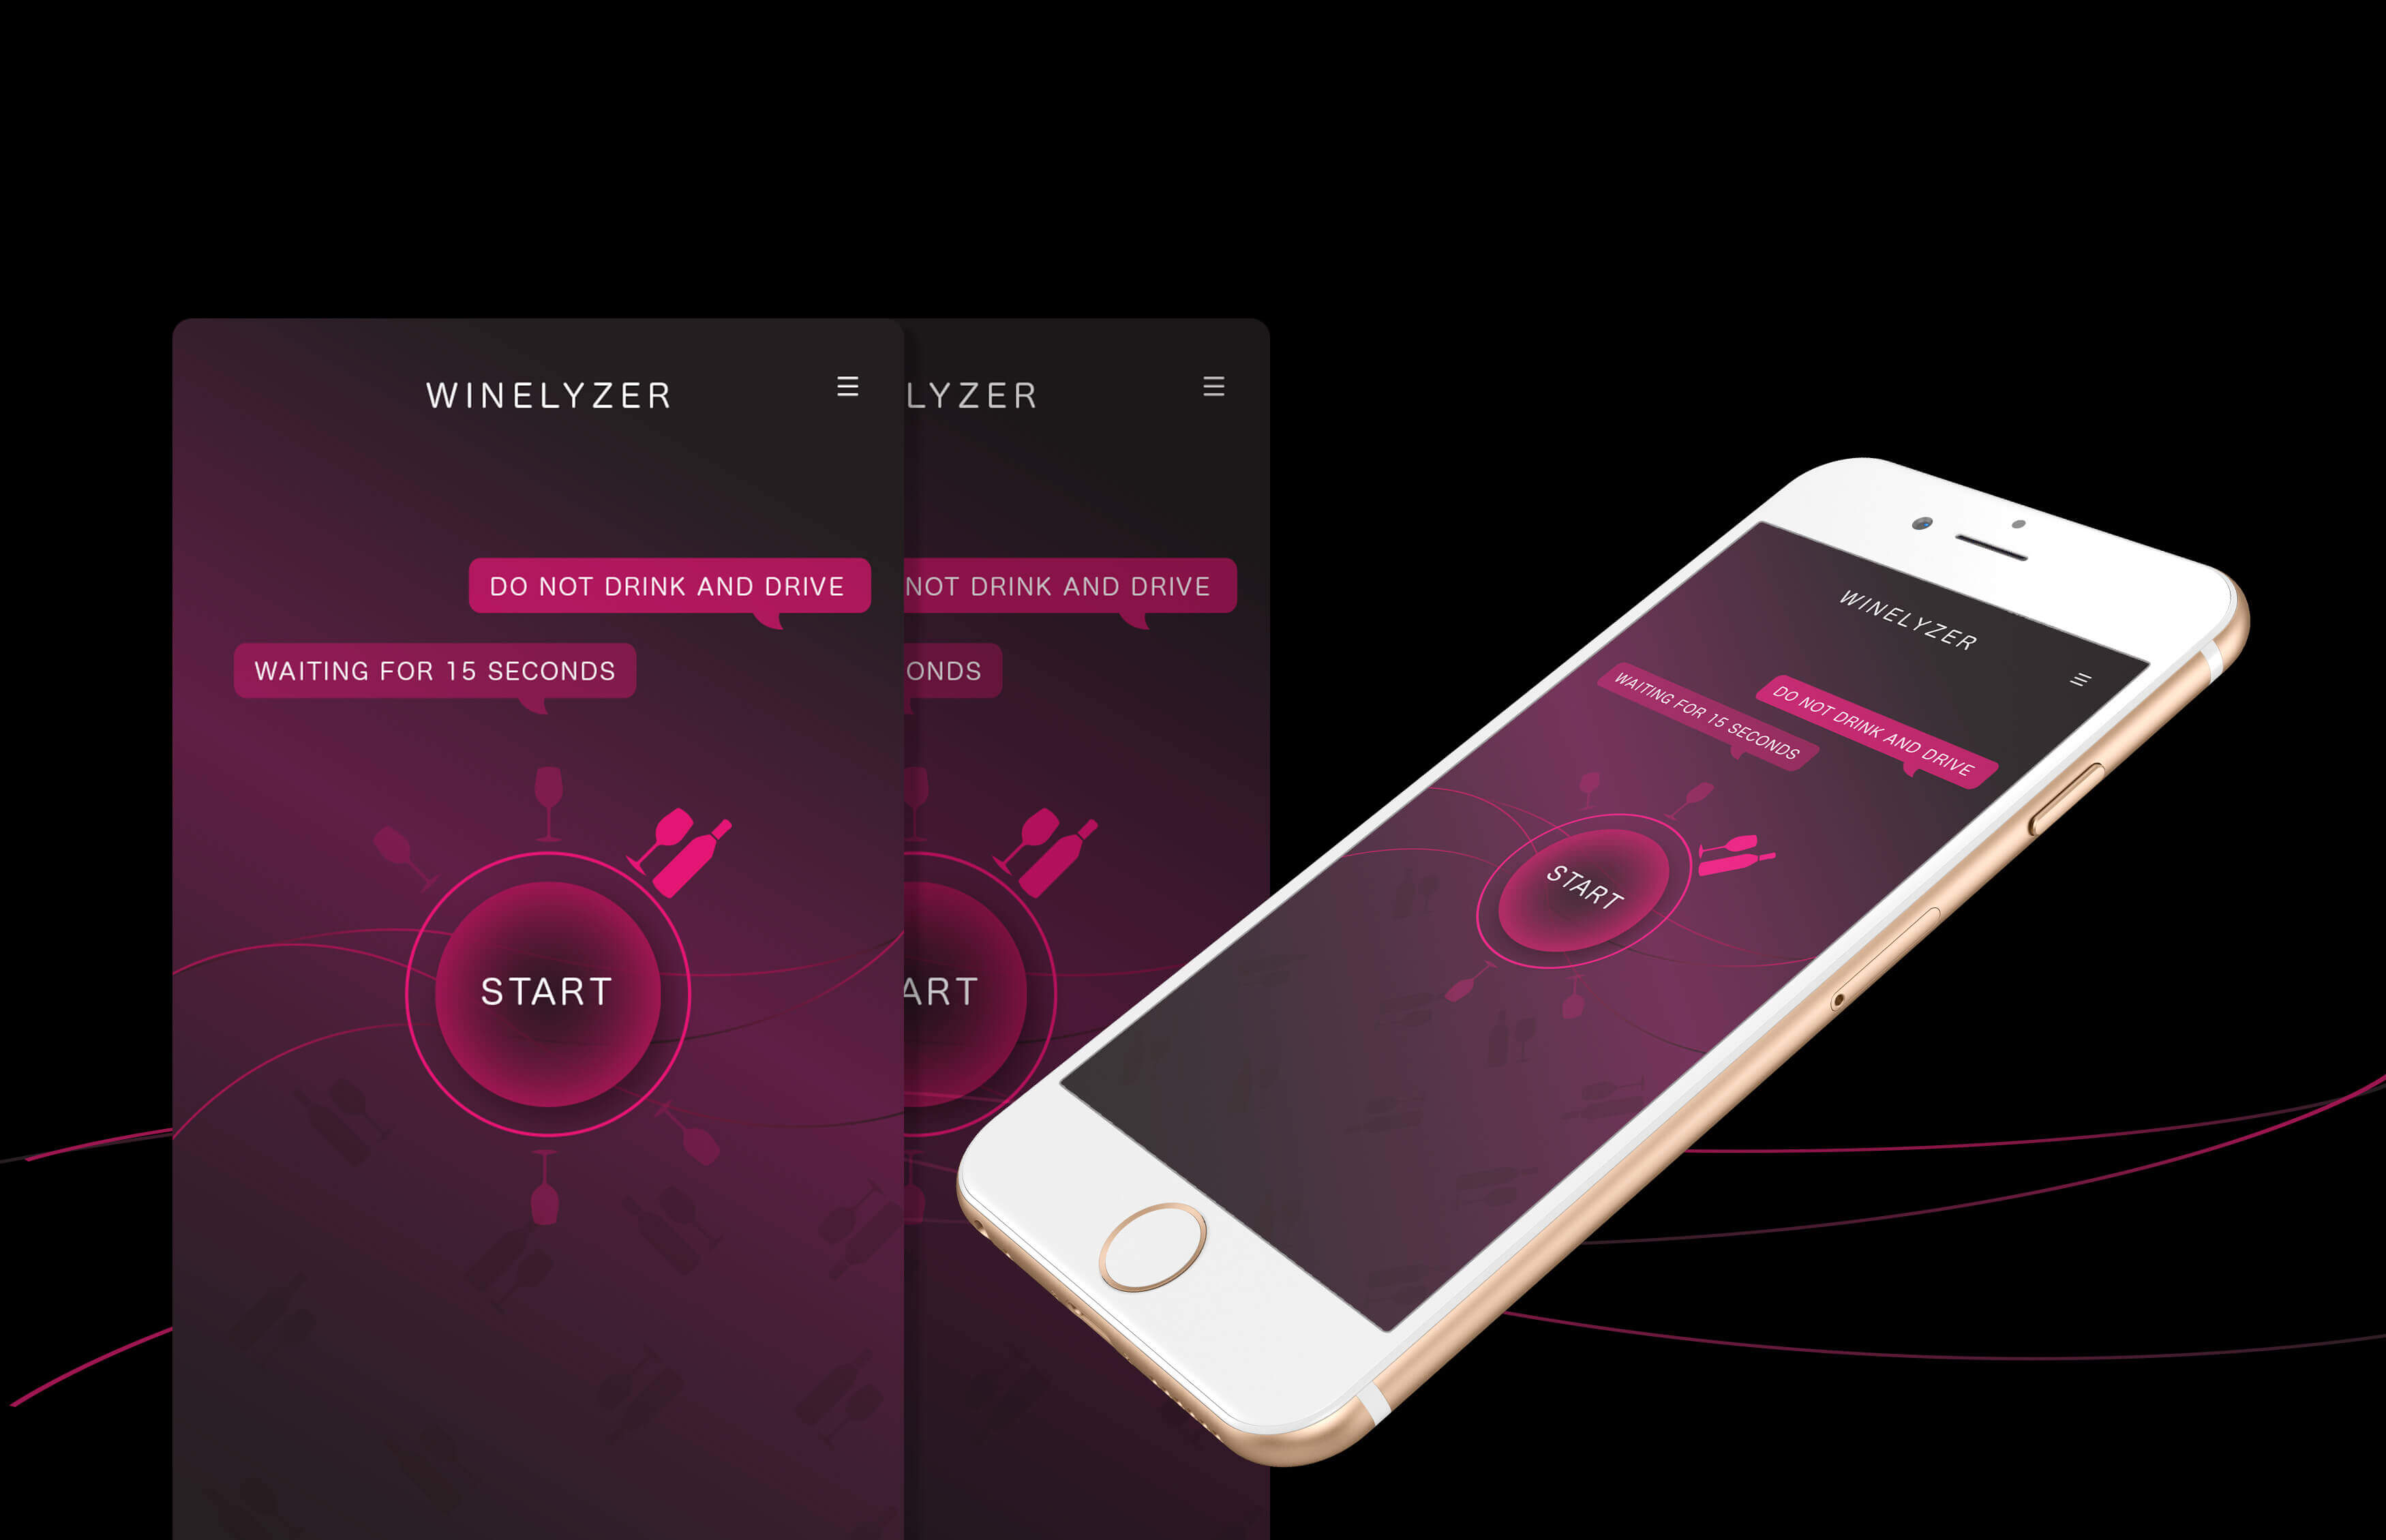 WINELYZER
DO NOT DRINK AND DRIVE
WAITING FOR 15 SECONDS
START
LYZER
NOT DRINK AND DRIVE
ONDS
ART
WINELYZER
DO NOT DRINK AND DRIVE
WAITING FOR 15 SECONDS
START